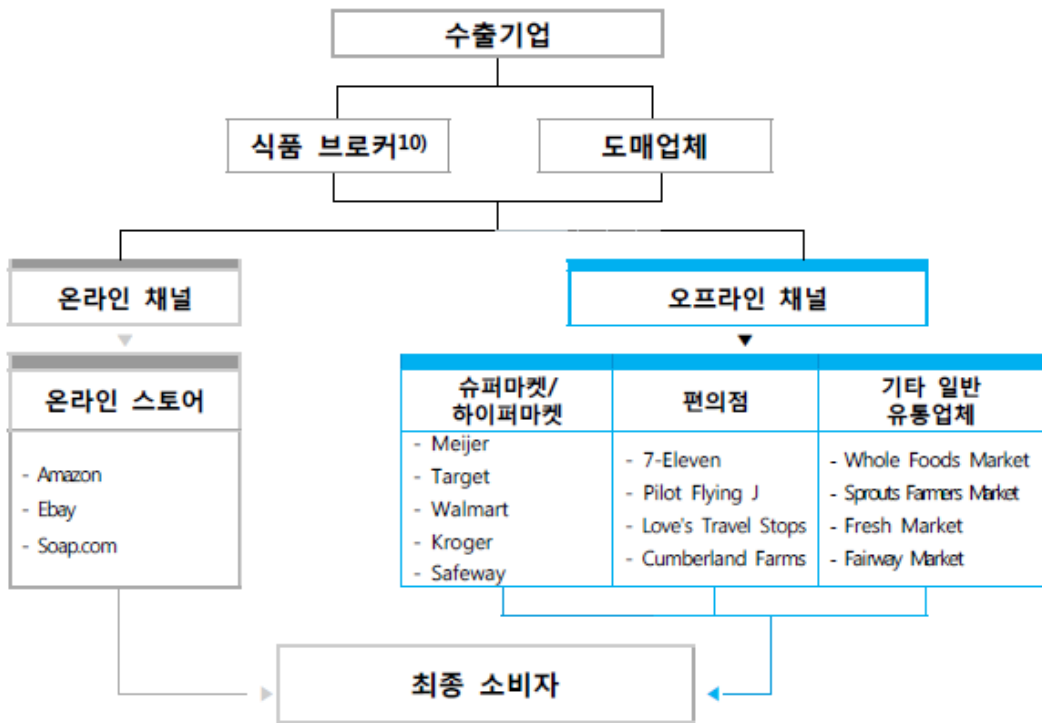 수출기업
식품 브로커10)
도매업체
온라인 채널
오프라인 채널
온라인 스토어
- Amazon
- Ebay
- Soap.com
슈퍼마켓/
하이퍼마켓
- Meijer
- Target
- Walmart
- Kroger
- Safeway
편의점
- 7-Eleven
- Pilot Flying J
- Love's Travel Stops
- Cumberland Farms
기타 일반
유통업체
- Whole Foods Market
- Sprouts Farmers Market
- Fresh Market
- Fairway Market
최종 소비자